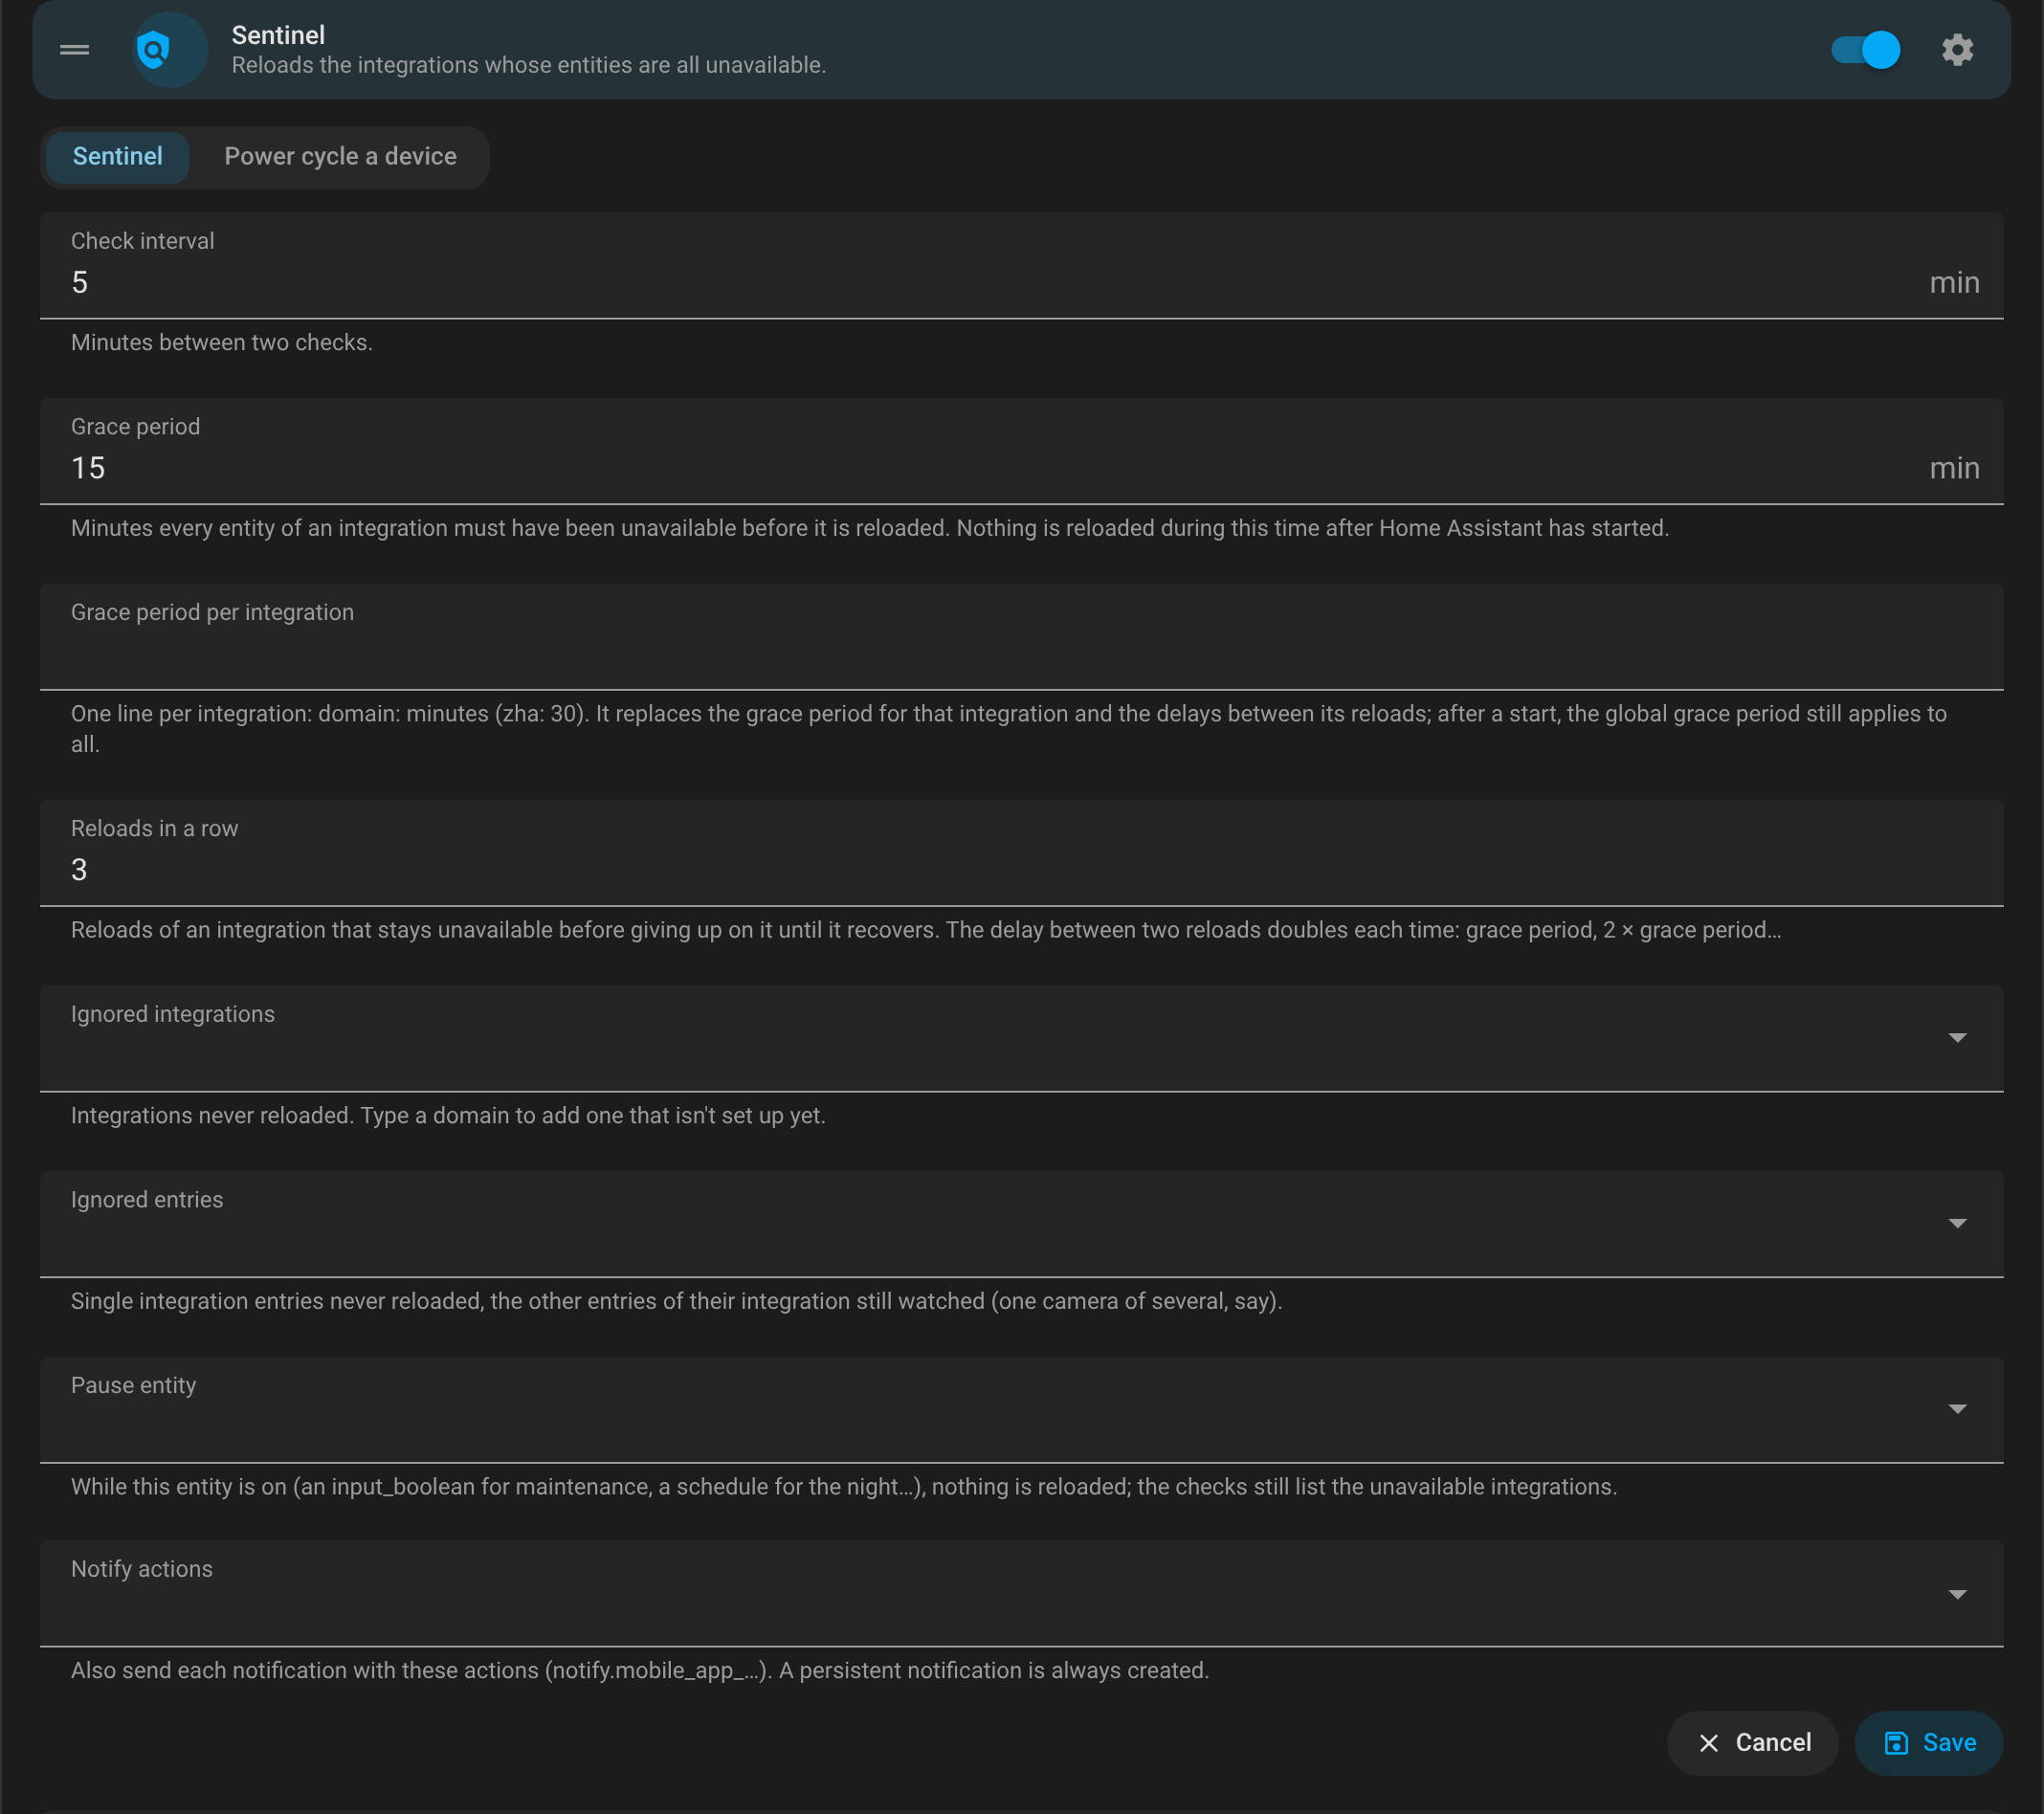 Sentinel
Reloads the integrations whose entities are all unavailable.
Sentinel
Power cycle a device
Check interval
5
min
Minutes between two checks.
Grace period
15
min
Minutes every entity of an integration must have been unavailable before it is reloaded. Nothing is reloaded during this time after Home Assistant has started.
Grace period per integration
One line per integration: domain: minutes (zha: 30). It replaces the grace period for that integration and the delays between its reloads; after a start, the global grace period still applies to
all.
Reloads in a row
3
Reloads of an integration that stays unavailable before giving up on it until it recovers. The delay between two reloads doubles each time: grace period, 2 × grace period…
Ignored integrations
Integrations never reloaded. Type a domain to add one that isn't set up yet.
Ignored entries
Single integration entries never reloaded, the other entries of their integration still watched (one camera of several, say).
Pause entity
While this entity is on (an input_boolean for maintenance, a schedule for the night…), nothing is reloaded; the checks still list the unavailable integrations.
Notify actions
Also send each notification with these actions (notify.mobile_app_…). A persistent notification is always created.
Cancel
Save